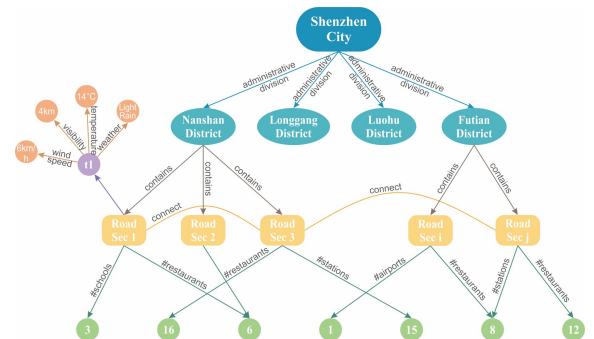 Shenzhen
City
administrative
division
administrative
division
administrative
division
administrative
division
14°C
4km
Light
Rain
6km/
h
visibility
temperature
weather
wind
speed
t1
Nanshan
District
Longgang
District
Luohu
District
Futian
District
contains
contains
contains
contains
contains
connect
connect
Road
Sec 1
Road
Sec 2
Road
Sec 3
Road
Sec i
Road
Sec j
#schools
#restaurants
#restaurants
#stations
#airports
#restaurants
#stations
#restaurants
3
16
6
1
15
8
12